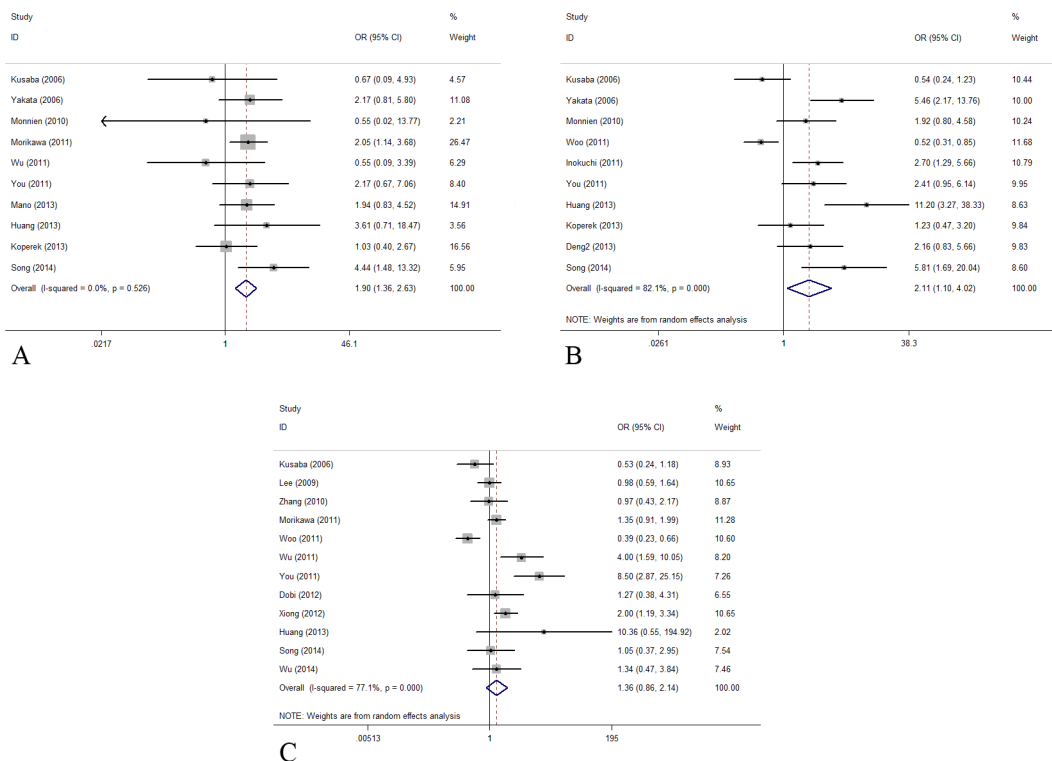 Study %
ID OR (95% CI) Weight
Kusaba (2006) 0.67 (0.09, 4.93) 4.57
Yakata (2006) 2.17 (0.81, 5.80) 11.08
Monnien (2010) 0.55 (0.02, 13.77) 2.21
Morikawa (2011) 2.05 (1.14, 3.68) 26.47
Wu (2011) 0.55 (0.09, 3.39) 6.29
You (2011) 2.17 (0.67, 7.06) 8.40
Mano (2013) 1.94 (0.83, 4.52) 14.91
Huang (2013) 3.61 (0.71, 18.47) 3.56
Koperek (2013) 1.03 (0.40, 2.67) 16.56
Song (2014) 4.44 (1.48, 13.32) 5.95
Overall (I-squared = 0.0%, p = 0.526) 1.90 (1.36, 2.63) 100.00
.0217 1 46.1
A
Study %
ID OR (95% CI) Weight
Kusaba (2006) 0.54 (0.24, 1.23) 10.44
Yakata (2006) 5.46 (2.17, 13.76) 10.00
Monnien (2010) 1.92 (0.80, 4.58) 10.24
Woo (2011) 0.52 (0.31, 0.85) 11.68
Inokuchi (2011) 2.70 (1.29, 5.66) 10.79
You (2011) 2.41 (0.95, 6.14) 9.95
Huang (2013) 11.20 (3.27, 38.33) 8.63
Koperek (2013) 1.23 (0.47, 3.20) 9.84
Deng2 (2013) 2.16 (0.83, 5.66) 9.83
Song (2014) 5.81 (1.69, 20.04) 8.60
Overall (I-squared = 82.1%, p = 0.000) 2.11 (1.10, 4.02) 100.00
NOTE: Weights are from random effects analysis
.0261 1 38.3
B
Study %
ID OR (95% CI) Weight
Kusaba (2006) 0.53 (0.24, 1.18) 8.93
Lee (2009) 0.98 (0.59, 1.64) 10.65
Zhang (2010) 0.97 (0.43, 2.17) 8.87
Morikawa (2011) 1.35 (0.91, 1.99) 11.28
Woo (2011) 0.39 (0.23, 0.66) 10.60
Wu (2011) 4.00 (1.59, 10.05) 8.20
You (2011) 8.50 (2.87, 25.15) 7.26
Dobi (2012) 1.27 (0.38, 4.31) 6.55
Xiong (2012) 2.00 (1.19, 3.34) 10.65
Huang (2013) 10.36 (0.55, 194.92) 2.02
Song (2014) 1.05 (0.37, 2.95) 7.54
Wu (2014) 1.34 (0.47, 3.84) 7.46
Overall (I-squared = 77.1%, p = 0.000) 1.36 (0.86, 2.14) 100.00
NOTE: Weights are from random effects analysis
.00513 1 195
C